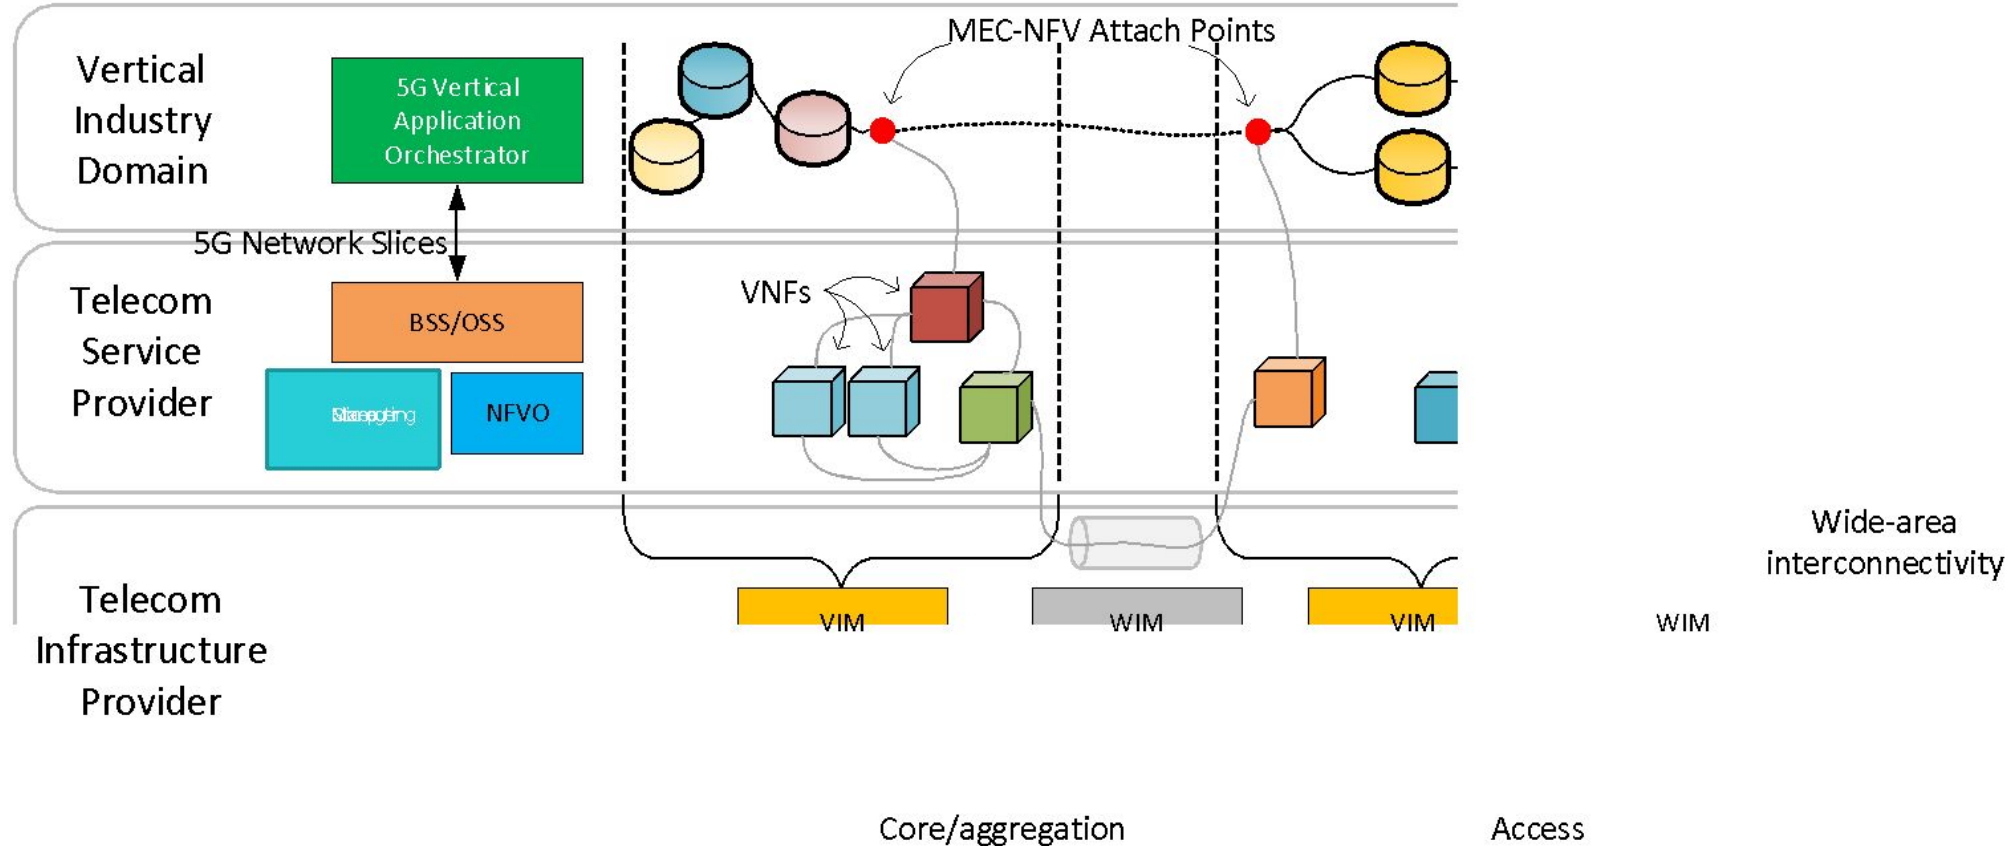 MEC-NFV Attach Points
Vertical
Industry
Domain
5G Vertical
Application
Orchestrator
5G Network Slices
Telecom
Service
Provider
BSS/OSS
NFVO
VNFs
Wide-area
interconnectivity
Telecom
Infrastructure
Provider
VIM
WIM
VIM
WIM
Core/aggregation
Access